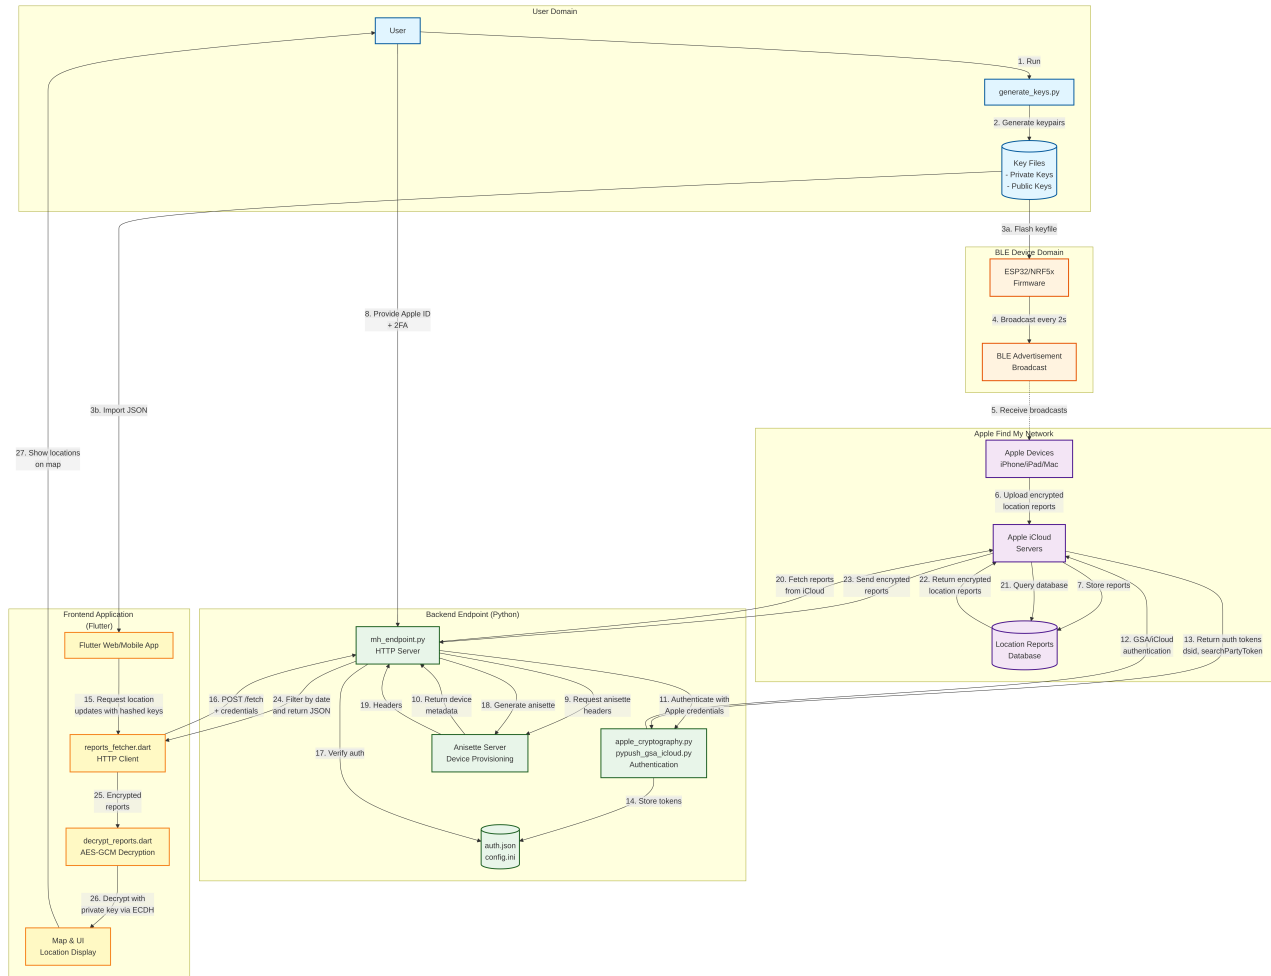 User Domain
User
1. Run
generate_keys.py
2. Generate keypairs
Key Files
- Private Keys
- Public Keys
3a. Flash keyfile
BLE Device Domain
ESP32/NRF5x
Firmware
8. Provide Apple ID
+ 2FA
4. Broadcast every 2s
BLE Advertisement
Broadcast
3b. Import JSON
5. Receive broadcasts
Apple Find My Network
27. Show locations
on map
Apple Devices
iPhone/iPad/Mac
6. Upload encrypted
location reports
Apple iCloud
Servers
20. Fetch reports
from iCloud
23. Send encrypted
reports
22. Return encrypted
location reports
21. Query database
7. Store reports
Frontend Application
(Flutter)
Backend Endpoint (Python)
Flutter Web/Mobile App
mh_endpoint.py
HTTP Server
Location Reports
Database
12. GSA/iCloud
authentication
13. Return auth tokens
dsid, searchPartyToken
15. Request location
updates with hashed keys
16. POST /fetch
+ credentials
24. Filter by date
and return JSON
19. Headers
10. Return device
metadata
18. Generate anisette
9. Request anisette
headers
11. Authenticate with
Apple credentials
reports_fetcher.dart
HTTP Client
17. Verify auth
Anisette Server
Device Provisioning
apple_cryptography.py
pypush_gsa_icloud.py
Authentication
25. Encrypted
reports
14. Store tokens
decrypt_reports.dart
AES-GCM Decryption
auth.json
config.ini
26. Decrypt with
private key via ECDH
Map & UI
Location Display